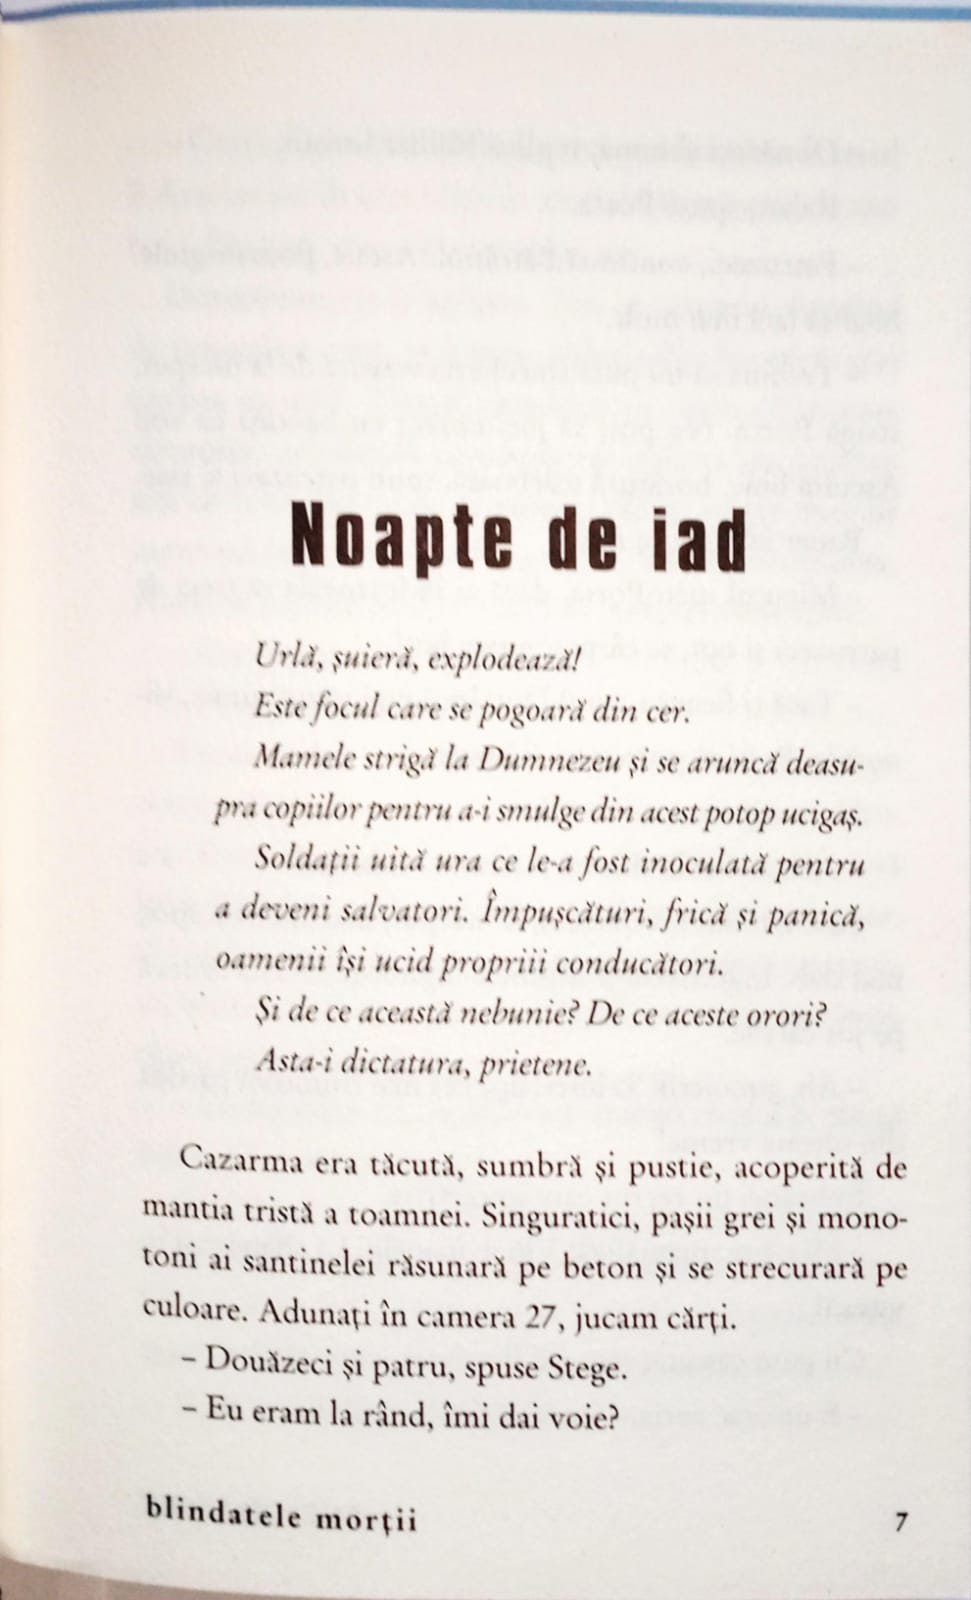 Noapte de iad
Urlă, șuieră, explodează!
Este focul care se pogoară din cer.
Mamele strigă la Dumnezeu și se aruncă deasu-
pra copiilor pentru a-i smulge din acest potop ucigaș.
Soldații uită ura ce le-a fost inoculată pentru
a deveni salvatori. Împușcături, frică și panică,
oamenii își ucid propriii conducători.
Și de ce această nebunie? De ce aceste orori?
Asta-i dictatura, prietene.
Cazarma era tăcută, sumbră și pustie, acoperită de
mantia tristă a toamnei. Singuratici, pașii grei și mono-
toni ai santinelei răsunară pe beton și se strecurară pe
culoare. Adunați în camera 27, jucam cărți.
– Douăzeci și patru, spuse Stege.
– Eu eram la rând, îmi dai voie?
blindatele morții 7